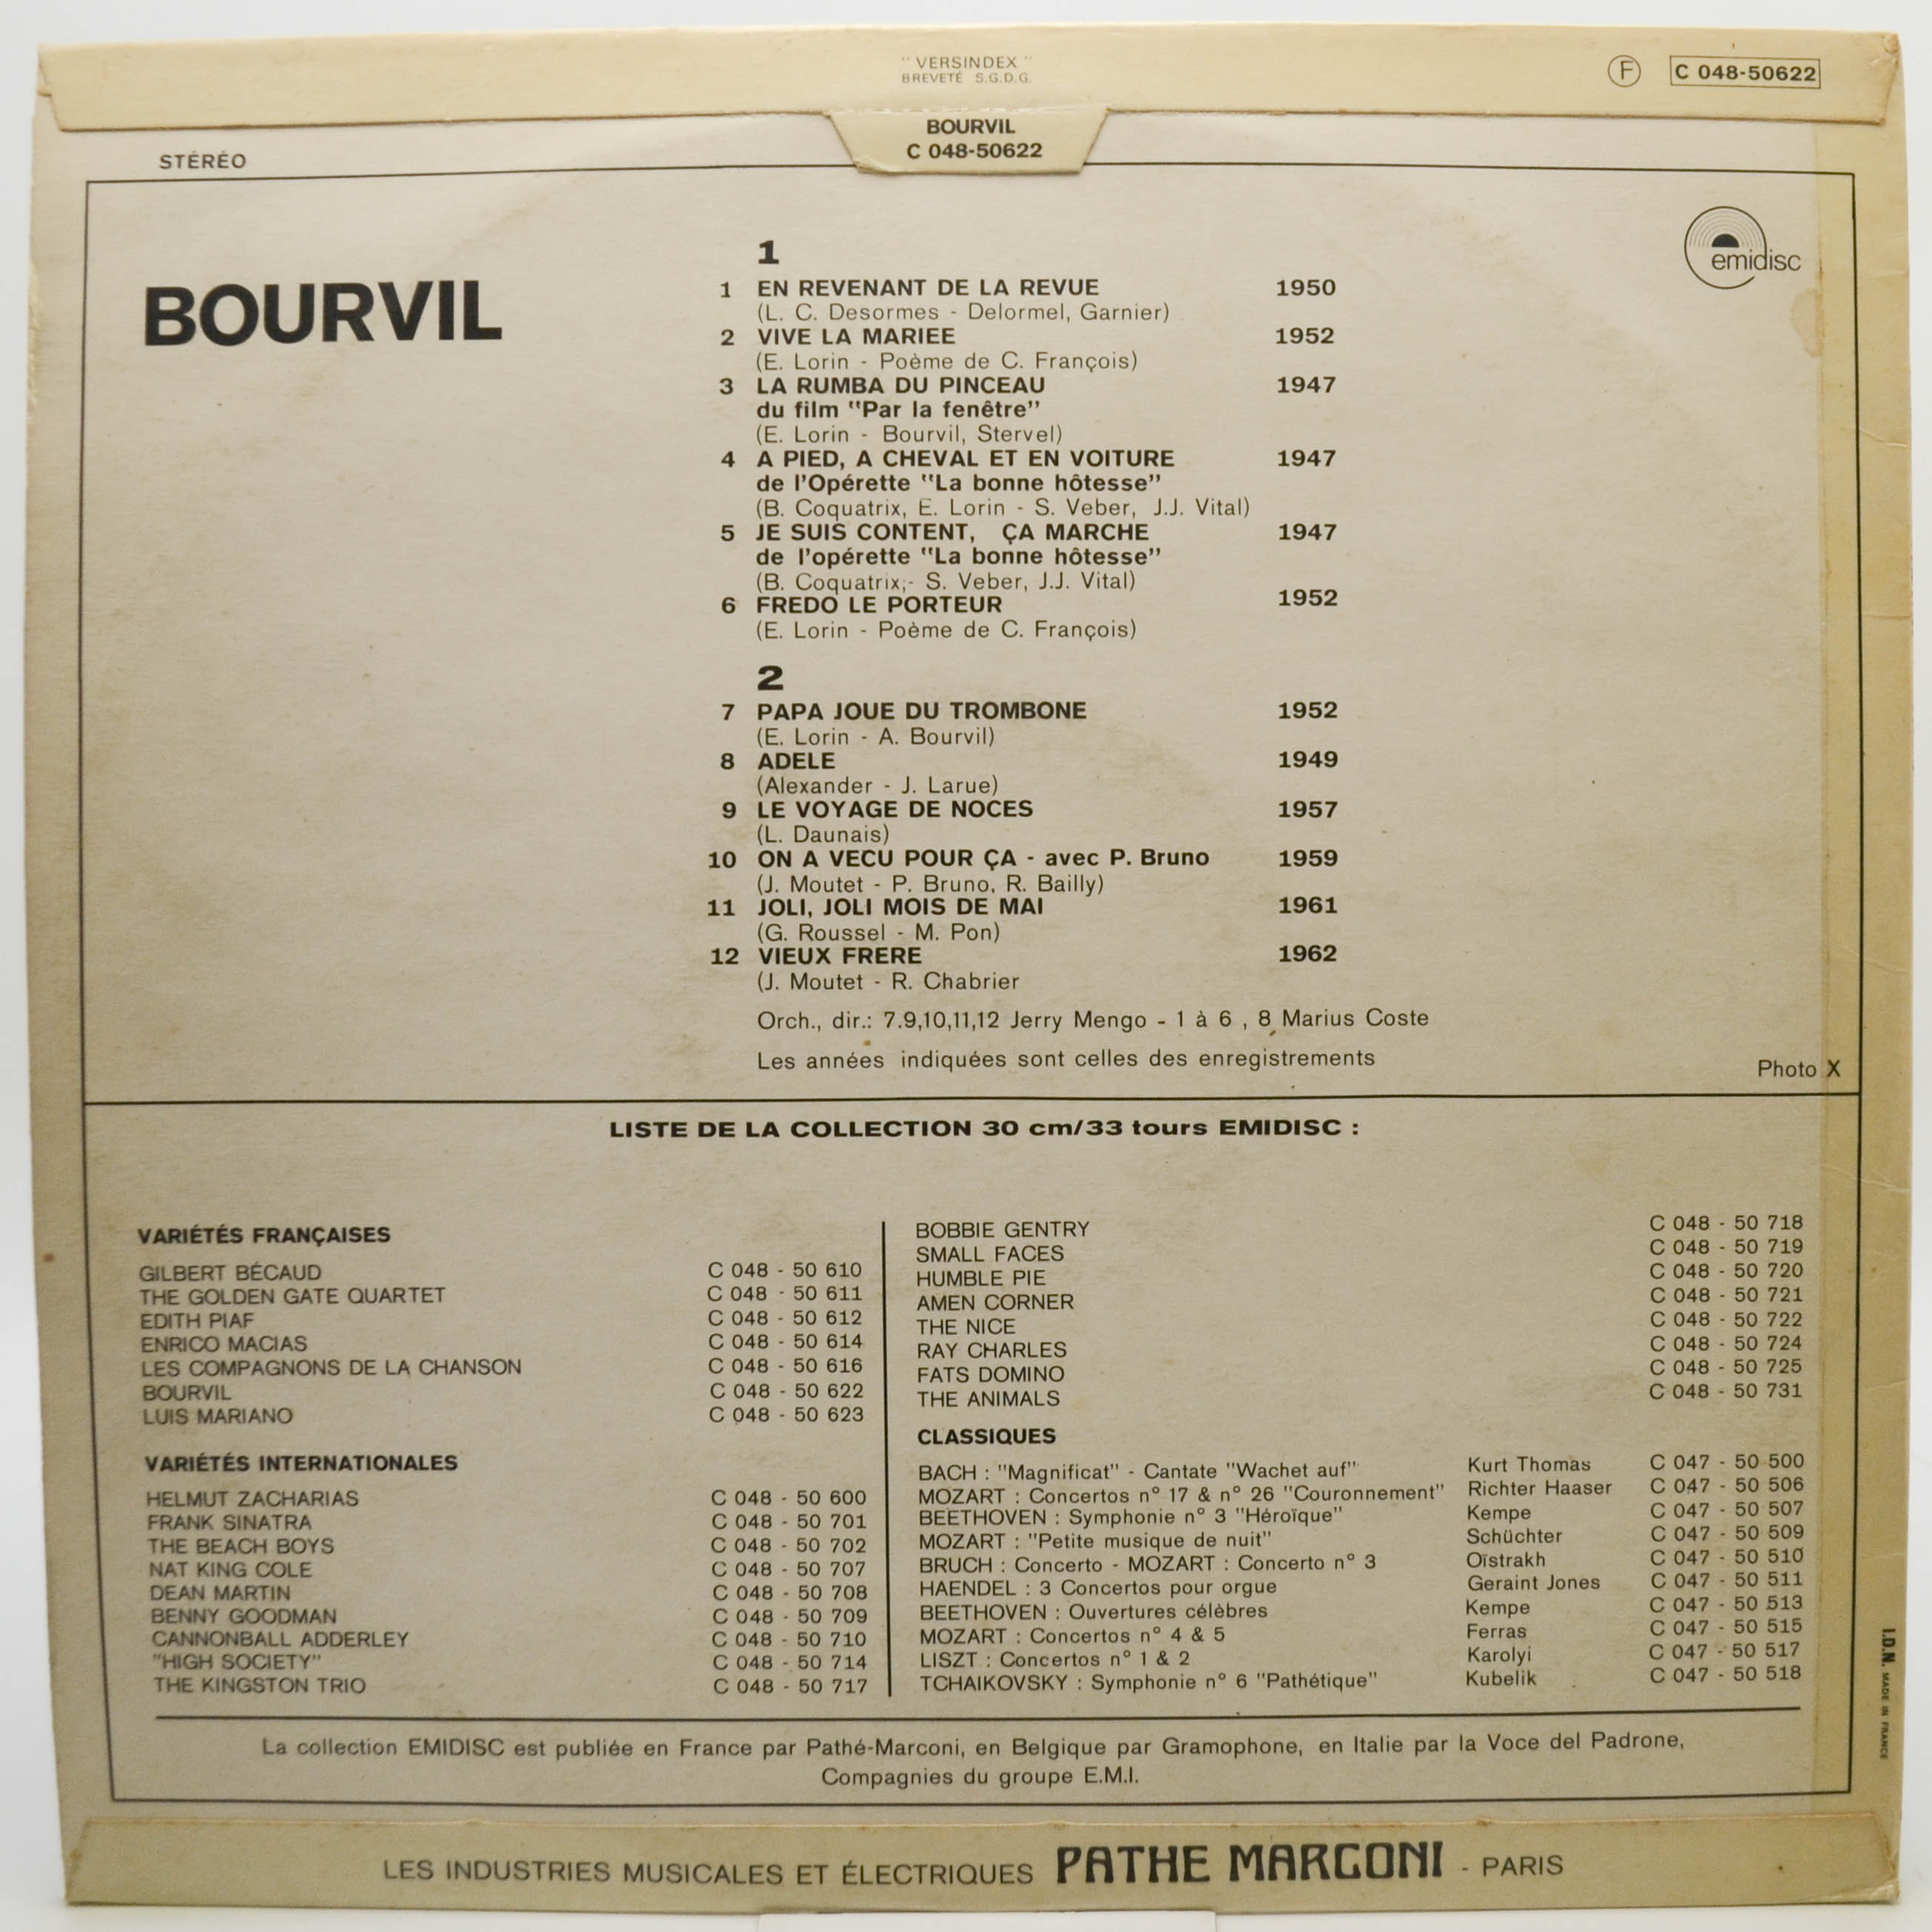 " VERSINDEX "
BREVETÉ S.G.D.G.
F C 048-50622
BOURVIL
C 048-50622
STÉRÉO
emidisc
BOURVIL
1
1 EN REVENANT DE LA REVUE 1950
(L. C. Desormes - Delormel, Garnier)
2 VIVE LA MARIEE 1952
(E. Lorin - Poème de C. François)
3 LA RUMBA DU PINCEAU 1947
du film "Par la fenêtre"
(E. Lorin - Bourvil, Stervel)
4 A PIED, A CHEVAL ET EN VOITURE 1947
de l'Opérette "La bonne hôtesse"
(B. Coquatrix, E. Lorin - S. Veber, J.J. Vital)
5 JE SUIS CONTENT, ÇA MARCHE 1947
de l'opérette "La bonne hôtesse"
(B. Coquatrix;- S. Veber, J.J. Vital)
6 FREDO LE PORTEUR 1952
(E. Lorin - Poème de C. François)
2
7 PAPA JOUE DU TROMBONE 1952
(E. Lorin - A. Bourvil)
8 ADELE 1949
(Alexander - J. Larue)
9 LE VOYAGE DE NOCES 1957
(L. Daunais)
10 ON A VECU POUR ÇA - avec P. Bruno 1959
(J. Moutet - P. Bruno, R. Bailly)
11 JOLI, JOLI MOIS DE MAI 1961
(G. Roussel - M. Pon)
12 VIEUX FRERE 1962
(J. Moutet - R. Chabrier
Orch., dir.: 7.9,10,11,12 Jerry Mengo - 1 à 6 , 8 Marius Coste
Les années indiquées sont celles des enregistrements
Photo X
LISTE DE LA COLLECTION 30 cm/33 tours EMIDISC :
VARIÉTÉS FRANÇAISES
GILBERT BÉCAUD C 048 - 50 610
THE GOLDEN GATE QUARTET C 048 - 50 611
EDITH PIAF C 048 - 50 612
ENRICO MACIAS C 048 - 50 614
LES COMPAGNONS DE LA CHANSON C 048 - 50 616
BOURVIL C 048 - 50 622
LUIS MARIANO C 048 - 50 623
VARIÉTÉS INTERNATIONALES
HELMUT ZACHARIAS C 048 - 50 600
FRANK SINATRA C 048 - 50 701
THE BEACH BOYS C 048 - 50 702
NAT KING COLE C 048 - 50 707
DEAN MARTIN C 048 - 50 708
BENNY GOODMAN C 048 - 50 709
CANNONBALL ADDERLEY C 048 - 50 710
"HIGH SOCIETY" C 048 - 50 714
THE KINGSTON TRIO C 048 - 50 717
BOBBIE GENTRY C 048 - 50 718
SMALL FACES C 048 - 50 719
HUMBLE PIE C 048 - 50 720
AMEN CORNER C 048 - 50 721
THE NICE C 048 - 50 722
RAY CHARLES C 048 - 50 724
FATS DOMINO C 048 - 50 725
THE ANIMALS C 048 - 50 731
CLASSIQUES
BACH : "Magnificat" - Cantate "Wachet auf" Kurt Thomas C 047 - 50 500
MOZART : Concertos n° 17 & n° 26 "Couronnement" Richter Haaser C 047 - 50 506
BEETHOVEN : Symphonie n° 3 "Héroïque" Kempe C 047 - 50 507
MOZART : "Petite musique de nuit" Schüchter C 047 - 50 509
BRUCH : Concerto - MOZART : Concerto n° 3 Oïstrakh C 047 - 50 510
HAENDEL : 3 Concertos pour orgue Geraint Jones C 047 - 50 511
BEETHOVEN : Ouvertures célèbres Kempe C 047 - 50 513
MOZART : Concertos n° 4 & 5 Ferras C 047 - 50 515
LISZT : Concertos n° 1 & 2 Karolyi C 047 - 50 517
TCHAIKOVSKY : Symphonie n° 6 "Pathétique" Kubelik C 047 - 50 518
La collection EMIDISC est publiée en France par Pathé-Marconi, en Belgique par Gramophone, en Italie par la Voce del Padrone,
Compagnies du groupe E.M.I.
I.D.N. MADE IN FRANCE
LES INDUSTRIES MUSICALES ET ÉLECTRIQUES PATHE MARCONI - PARIS